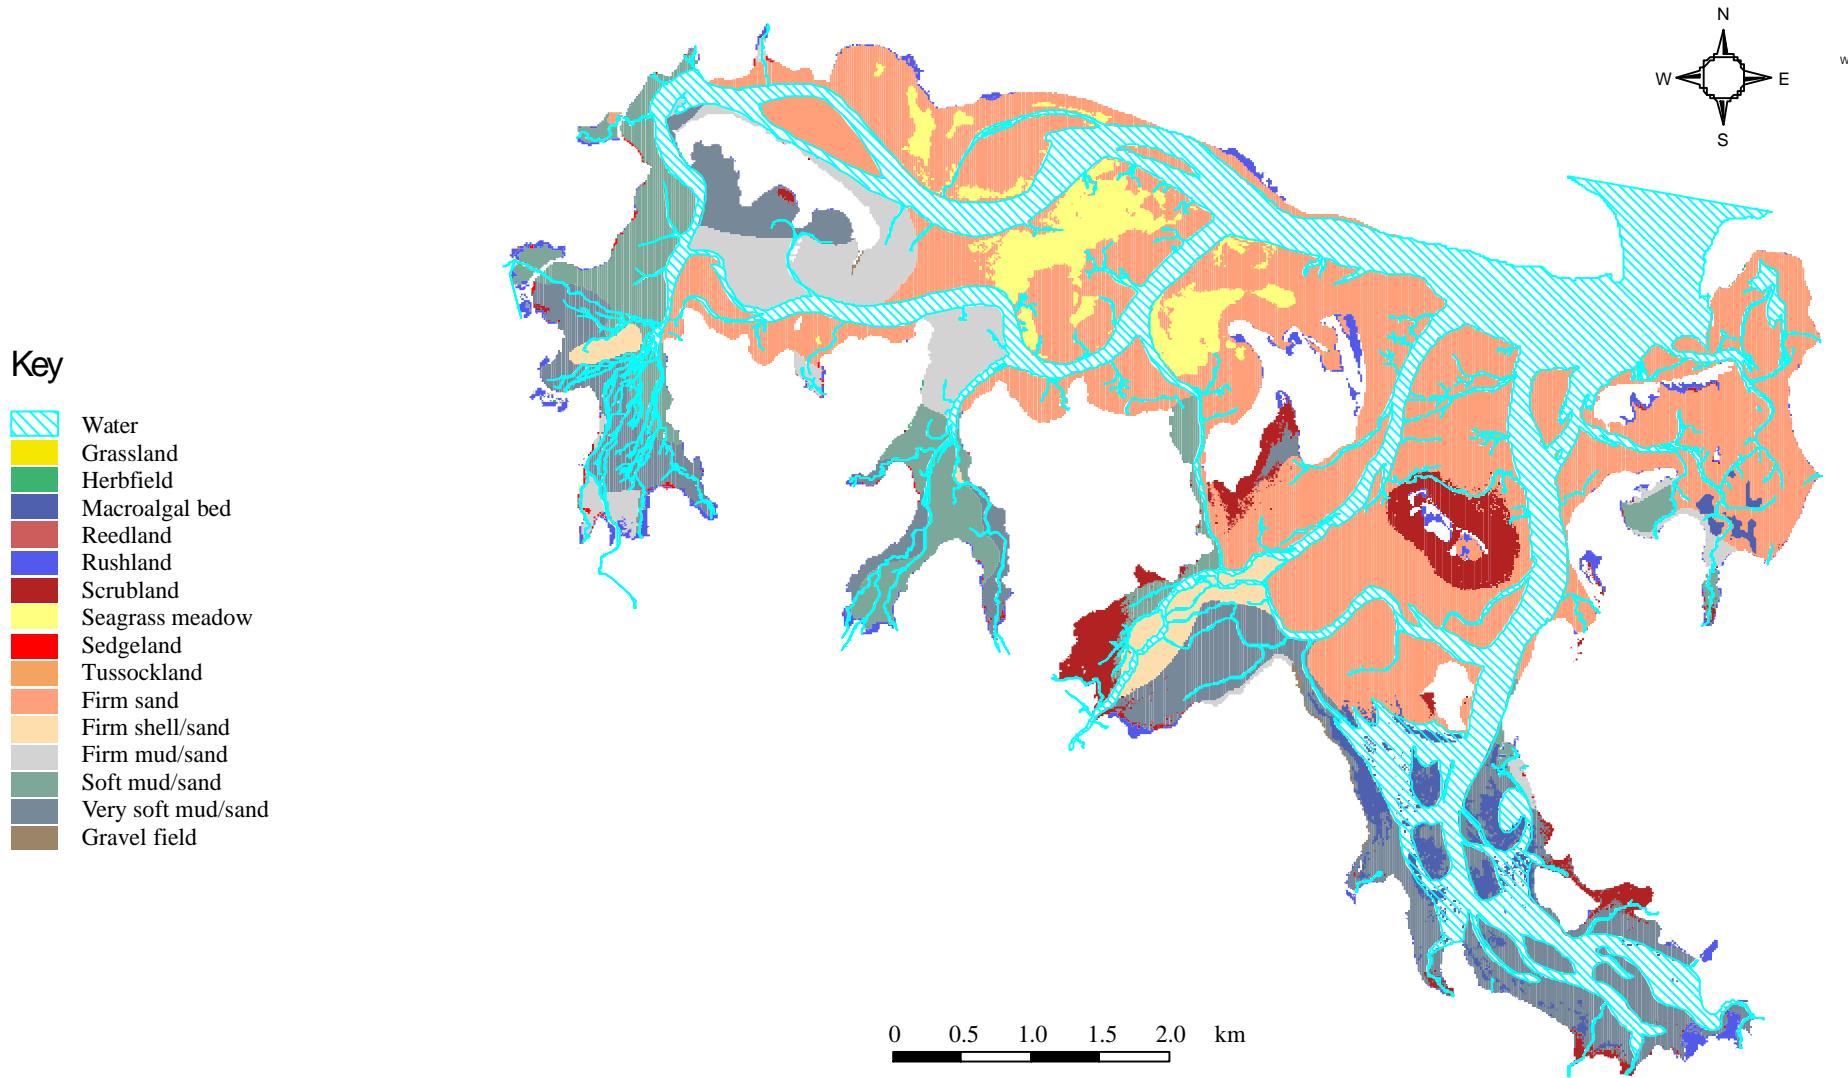 N
W E
S
w
Key
Water
Grassland
Herbfield
Macroalgal bed
Reedland
Rushland
Scrubland
Seagrass meadow
Sedgeland
Tussockland
Firm sand
Firm shell/sand
Firm mud/sand
Soft mud/sand
Very soft mud/sand
Gravel field
0 0.5 1.0 1.5 2.0 km